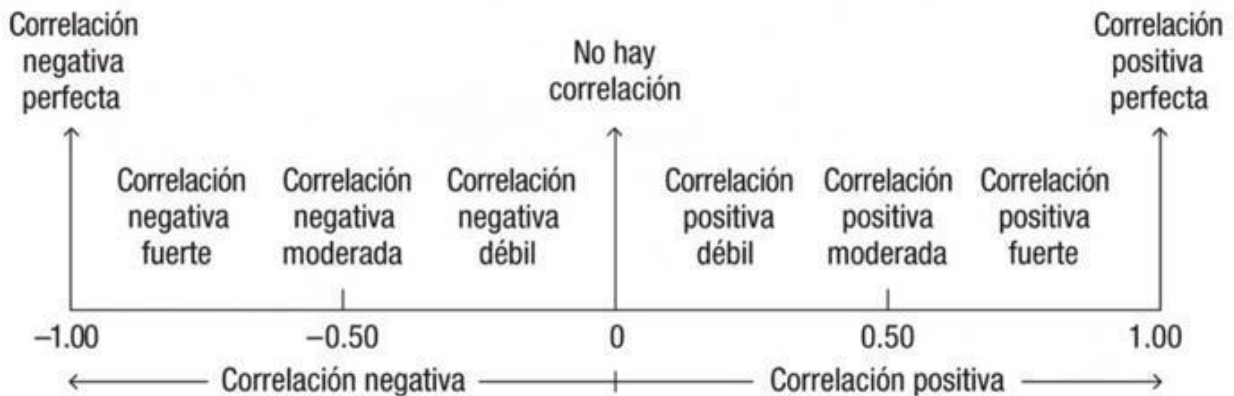 Correlación
negativa
perfecta
No hay
correlación
Correlación
positiva
perfecta
Correlación
negativa
fuerte
Correlación
negativa
moderada
Correlación
negativa
débil
Correlación
positiva
débil
Correlación
positiva
moderada
Correlación
positiva
fuerte
–1.00 –0.50 0 0.50 1.00
Correlación negativa Correlación positiva